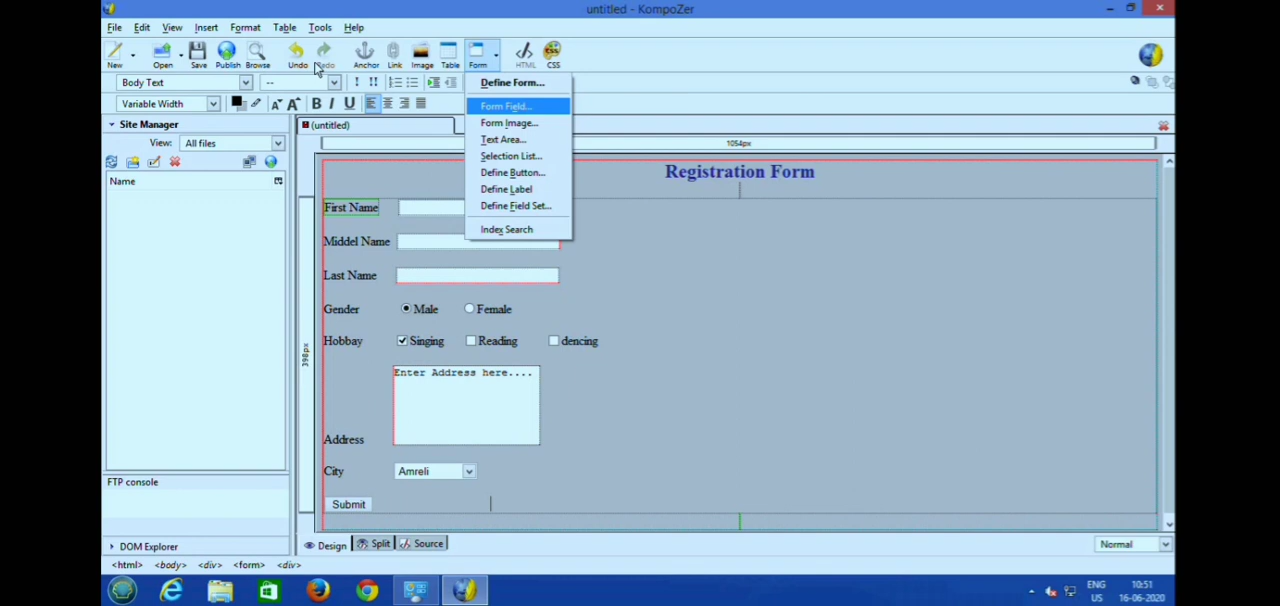 untitled - KompoZer
File Edit View Insert Format Table Tools Help
New Open Save Publish Browse Undo Redo Anchor Link Image Table Form HTML CSS
Body Text --
Variable Width
Define Form...
Form Field...
Form Image...
Text Area...
Selection List...
Define Button...
Define Label
Define Field Set...
Index Search
Site Manager
View: All files
Name
FTP console
DOM Explorer
(untitled)
1054px
398px
Registration Form
First Name
Middel Name
Last Name
Gender Male Female
Hobbay Singing Reading dencing
Enter Address here....
Address
City Amreli
Submit
Design Split Source Normal
<html> <body> <div> <form> <div>
ENG 10:51
US 16-06-2020